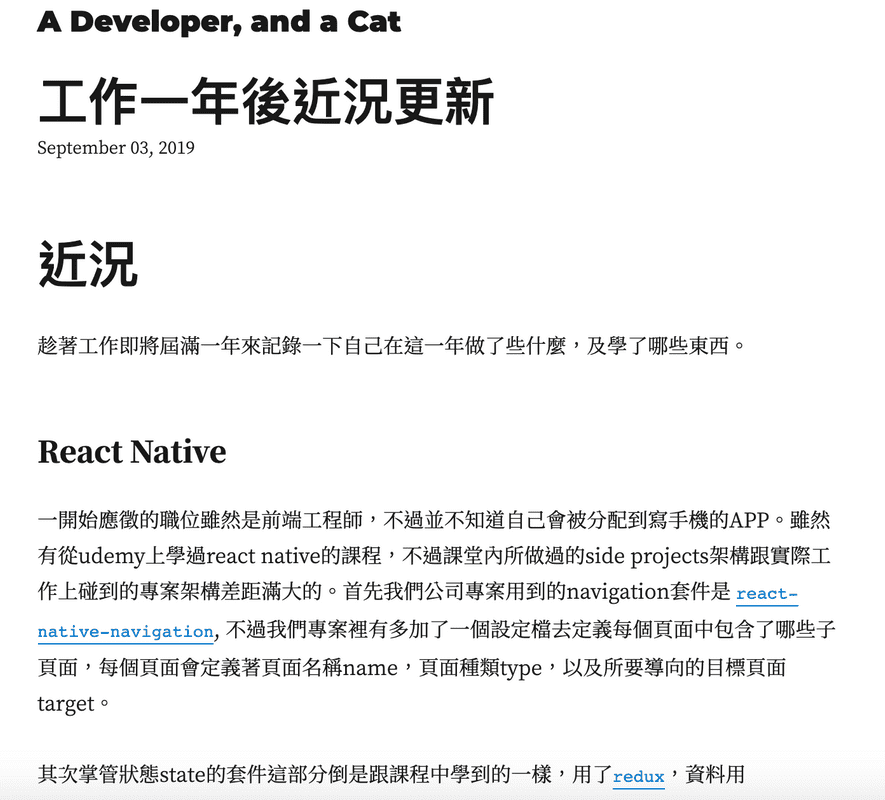 A Developer, and a Cat
工作一年後近況更新
September 03, 2019
近況
趁著工作即將屆滿一年來記錄一下自己在這一年做了些什麼，及學了哪些東西。
React Native
一開始應徵的職位雖然是前端工程師，不過並不知道自己會被分配到寫手機的APP。雖然
有從udemy上學過react native的課程，不過課堂內所做過的side projects架構跟實際工
作上碰到的專案架構差距滿大的。首先我們公司專案用到的navigation套件是 react-
native-navigation, 不過我們專案裡有多加了一個設定檔去定義每個頁面中包含了哪些子
頁面，每個頁面會定義著頁面名稱name，頁面種類type，以及所要導向的目標頁面
target。
其次掌管狀態state的套件這部分倒是跟課程中學到的一樣，用了redux，資料用